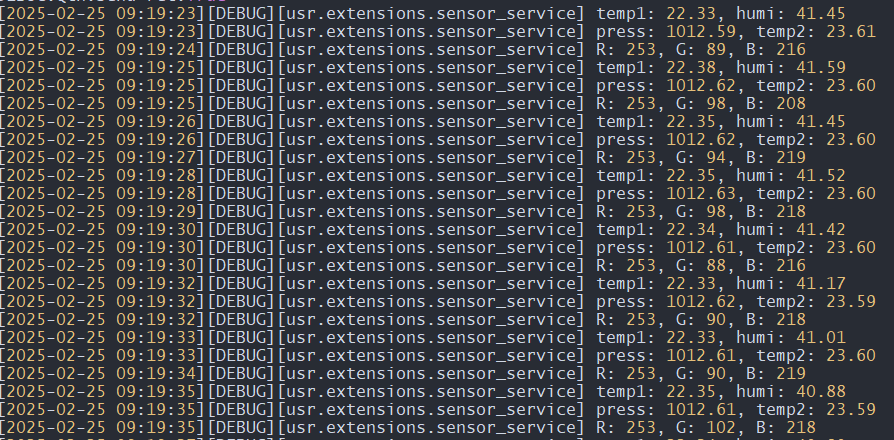 [2025-02-25 09:19:23][DEBUG][usr.extensions.sensor_service] temp1: 22.33, humi: 41.45
[2025-02-25 09:19:23][DEBUG][usr.extensions.sensor_service] press: 1012.59, temp2: 23.61
[2025-02-25 09:19:24][DEBUG][usr.extensions.sensor_service] R: 253, G: 89, B: 216
[2025-02-25 09:19:25][DEBUG][usr.extensions.sensor_service] temp1: 22.38, humi: 41.59
[2025-02-25 09:19:25][DEBUG][usr.extensions.sensor_service] press: 1012.62, temp2: 23.60
[2025-02-25 09:19:25][DEBUG][usr.extensions.sensor_service] R: 253, G: 98, B: 208
[2025-02-25 09:19:26][DEBUG][usr.extensions.sensor_service] temp1: 22.35, humi: 41.45
[2025-02-25 09:19:26][DEBUG][usr.extensions.sensor_service] press: 1012.62, temp2: 23.60
[2025-02-25 09:19:27][DEBUG][usr.extensions.sensor_service] R: 253, G: 94, B: 219
[2025-02-25 09:19:28][DEBUG][usr.extensions.sensor_service] temp1: 22.35, humi: 41.52
[2025-02-25 09:19:28][DEBUG][usr.extensions.sensor_service] press: 1012.63, temp2: 23.60
[2025-02-25 09:19:29][DEBUG][usr.extensions.sensor_service] R: 253, G: 98, B: 218
[2025-02-25 09:19:30][DEBUG][usr.extensions.sensor_service] temp1: 22.34, humi: 41.42
[2025-02-25 09:19:30][DEBUG][usr.extensions.sensor_service] press: 1012.61, temp2: 23.60
[2025-02-25 09:19:30][DEBUG][usr.extensions.sensor_service] R: 253, G: 88, B: 216
[2025-02-25 09:19:32][DEBUG][usr.extensions.sensor_service] temp1: 22.33, humi: 41.17
[2025-02-25 09:19:32][DEBUG][usr.extensions.sensor_service] press: 1012.62, temp2: 23.59
[2025-02-25 09:19:32][DEBUG][usr.extensions.sensor_service] R: 253, G: 90, B: 218
[2025-02-25 09:19:33][DEBUG][usr.extensions.sensor_service] temp1: 22.33, humi: 41.01
[2025-02-25 09:19:33][DEBUG][usr.extensions.sensor_service] press: 1012.61, temp2: 23.60
[2025-02-25 09:19:34][DEBUG][usr.extensions.sensor_service] R: 253, G: 90, B: 219
[2025-02-25 09:19:35][DEBUG][usr.extensions.sensor_service] temp1: 22.35, humi: 40.88
[2025-02-25 09:19:35][DEBUG][usr.extensions.sensor_service] press: 1012.61, temp2: 23.59
[2025-02-25 09:19:35][DEBUG][usr.extensions.sensor_service] R: 253, G: 102, B: 218